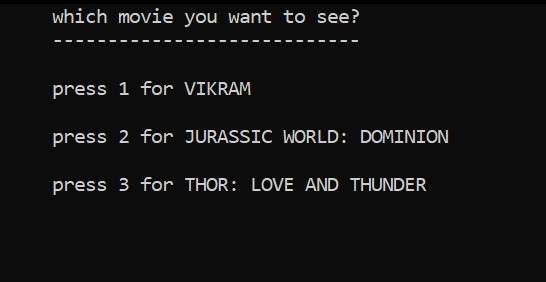 which movie you want to see?
----------------------------
press 1 for VIKRAM
press 2 for JURASSIC WORLD: DOMINION
press 3 for THOR: LOVE AND THUNDER